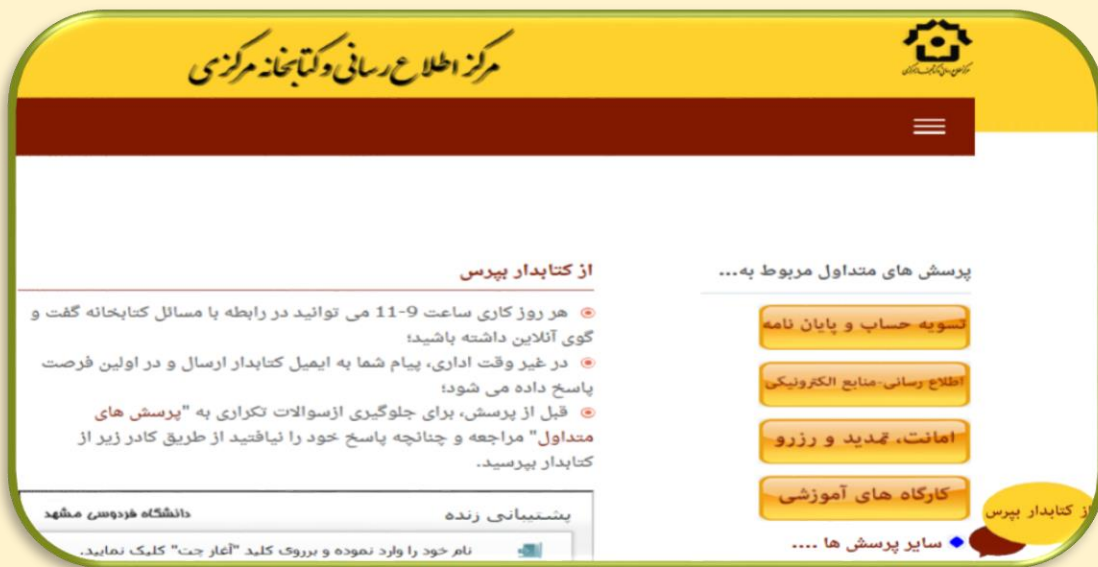 مرکز اطلاع رسانی و کتابخانه مرکزی
پرسش های متداول مربوط به...
تسویه حساب و پایان نامه
اطلاع رسانی-منابع الکترونیکی
امانت، تمدید و رزرو
کارگاه های آموزشی
سایر پرسش ها ....
از کتابدار بپرس
از کتابدار بپرس
هر روز کاری ساعت 9-11 می توانید در رابطه با مسائل کتابخانه گفت و
گوی آنلاین داشته باشید؛
در غیر وقت اداری، پیام شما به ایمیل کتابدار ارسال و در اولین فرصت
پاسخ داده می شود؛
قبل از پرسش، برای جلوگیری ازسوالات تکراری به "پرسش های
متداول" مراجعه و چنانچه پاسخ خود را نیافتید از طریق کادر زیر از
کتابدار بپرسید.
پشتیبانی زنده
دانشگاه فردوسی مشهد
نام خود را وارد نموده و برروی کلید "آغاز چت" کلیک نمایید.